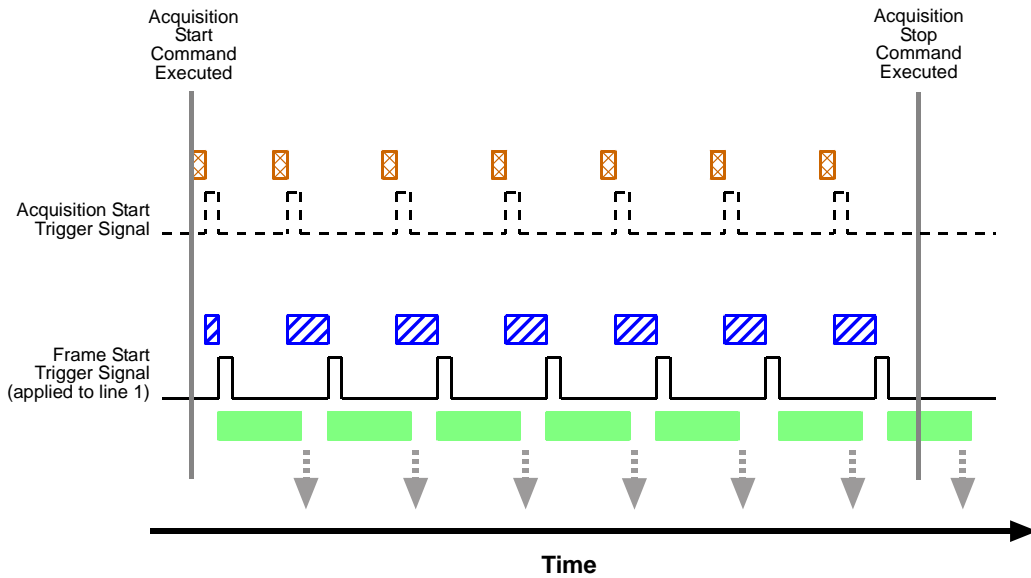 Acquisition
Start
Command
Executed
Acquisition
Stop
Command
Executed
Acquisition Start
Trigger Signal
Frame Start
Trigger Signal
(applied to line 1)
Time